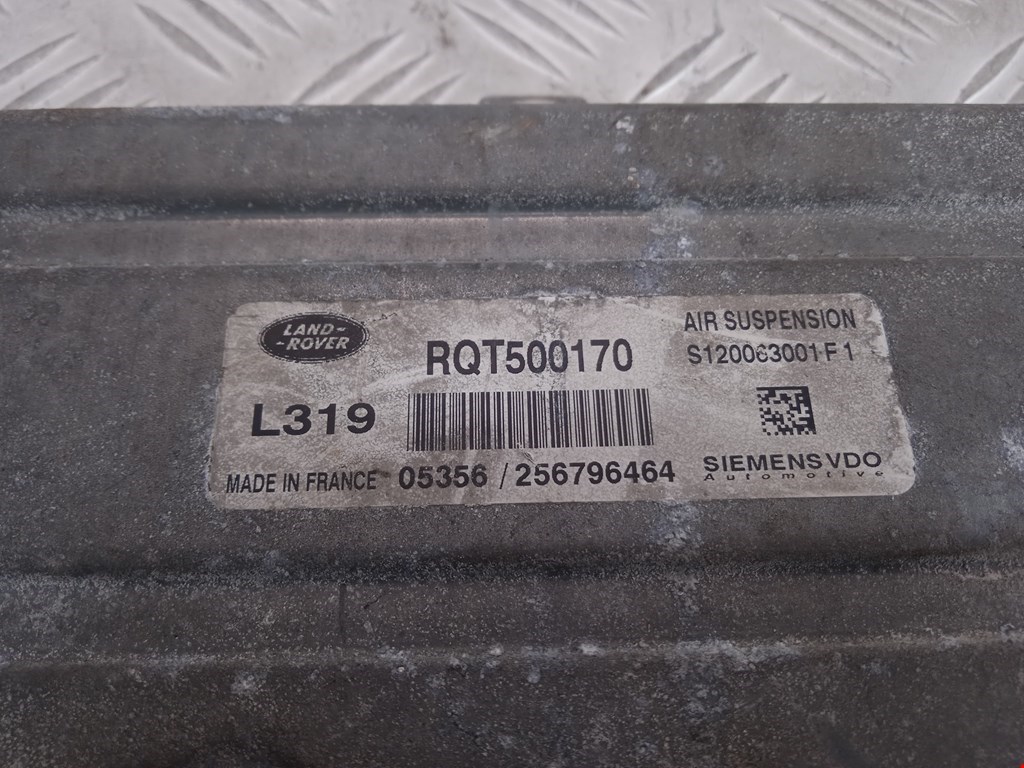 LAND-
-ROVER
RQT500170
AIR SUSPENSION
S120063001 F 1
L319
MADE IN FRANCE 05356 / 256796464
SIEMENS VDO
Automotive